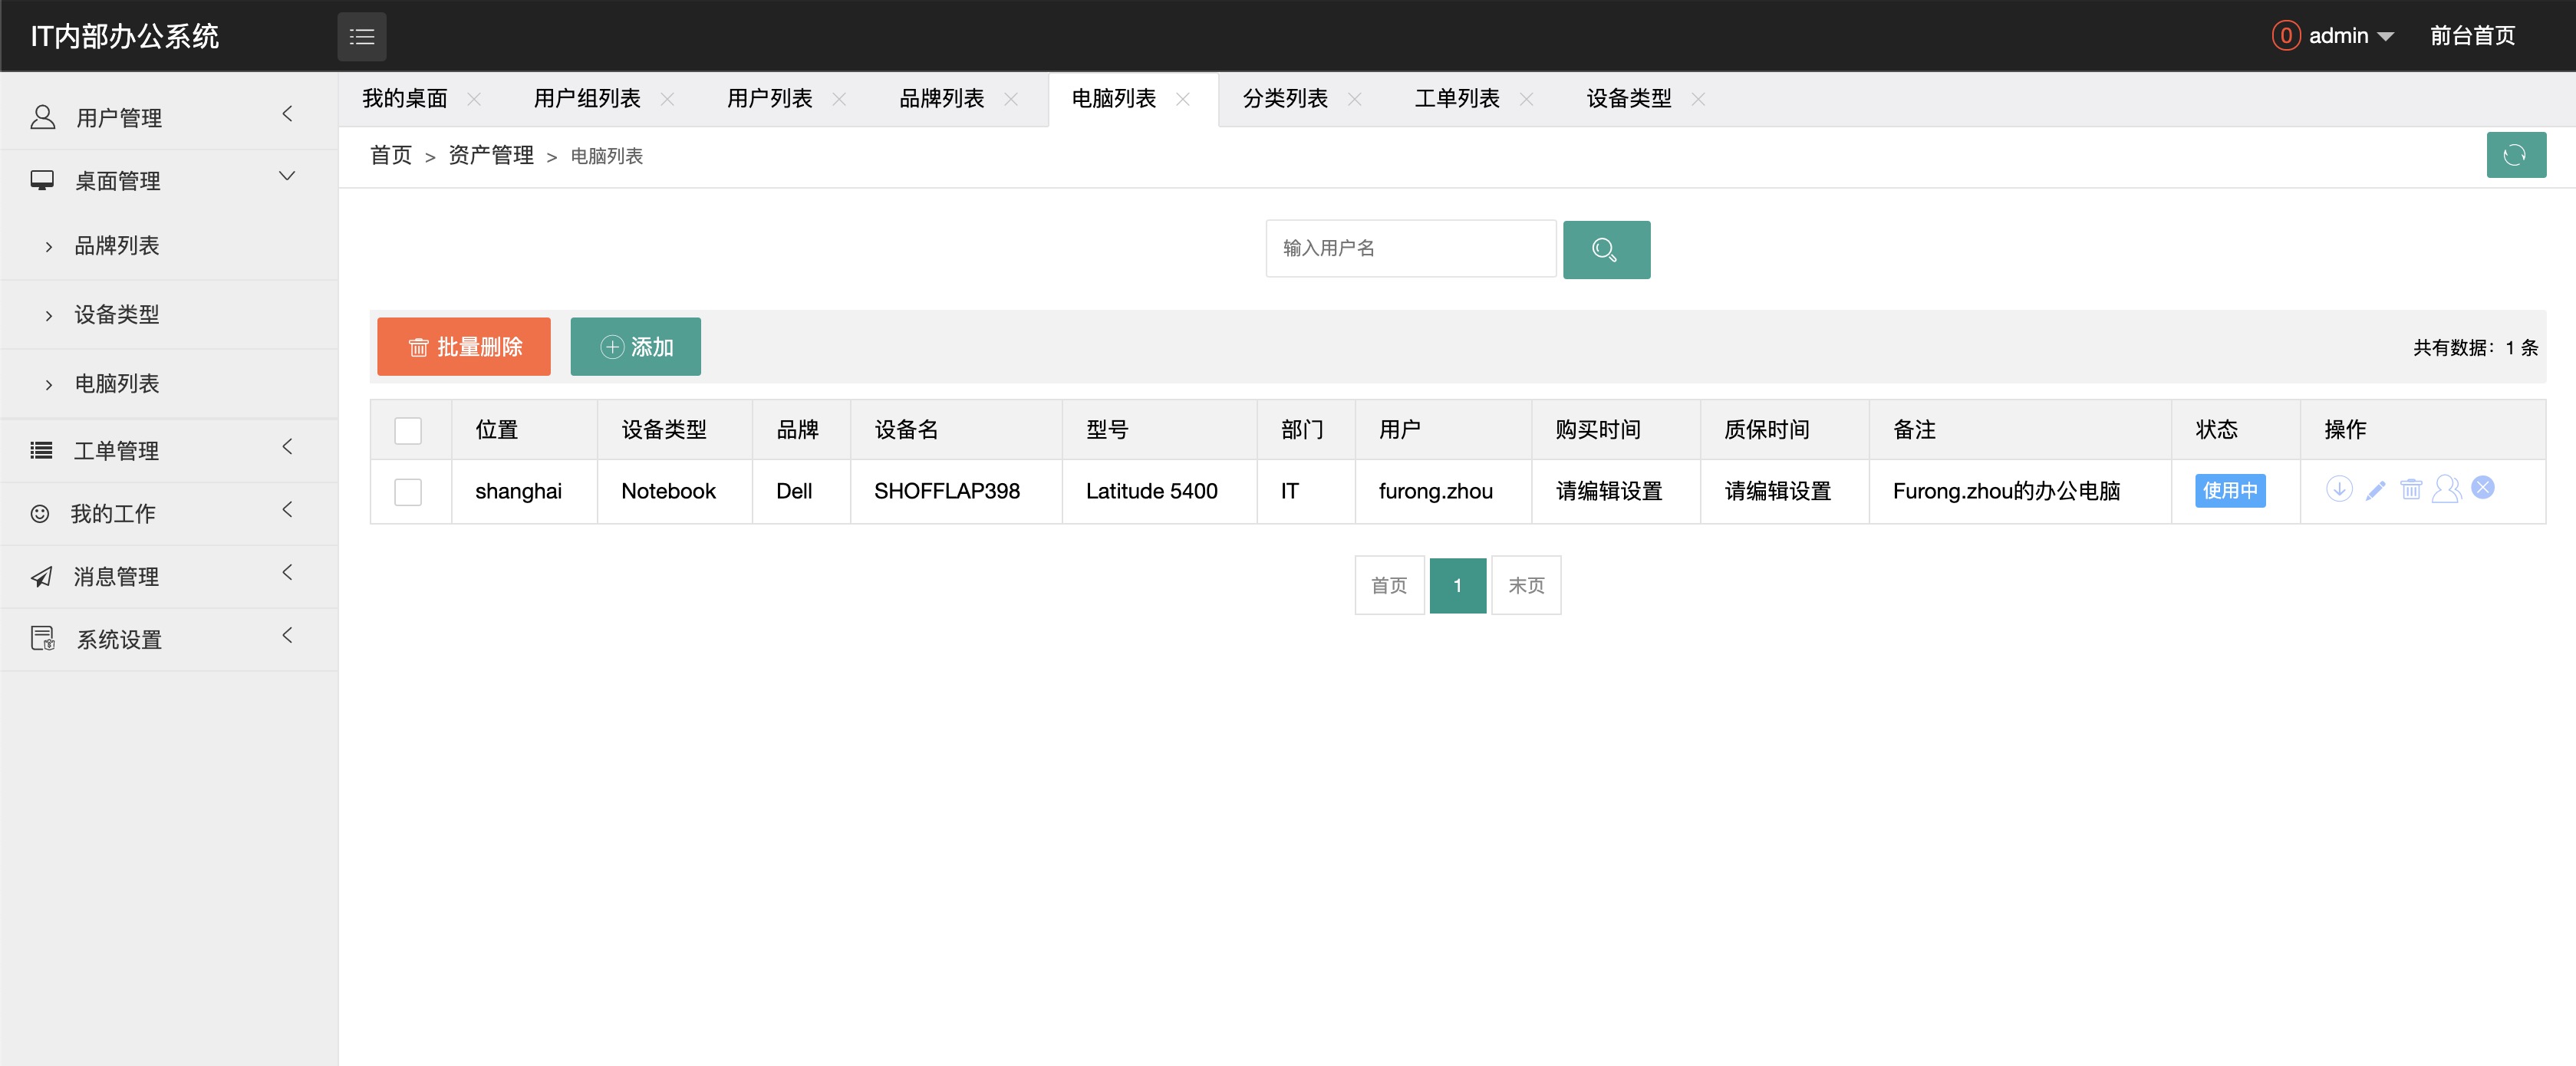 IT内部办公系统
0 admin 前台首页
我的桌面 用户组列表 用户列表 品牌列表 电脑列表 分类列表 工单列表 设备类型
首页 > 资产管理 > 电脑列表
用户管理
桌面管理
品牌列表
设备类型
电脑列表
工单管理
我的工作
消息管理
系统设置
输入用户名
批量删除 添加 共有数据：1 条
位置 设备类型 品牌 设备名 型号 部门 用户 购买时间 质保时间 备注 状态 操作
shanghai Notebook Dell SHOFFLAP398 Latitude 5400 IT furong.zhou 请编辑设置 请编辑设置 Furong.zhou的办公电脑 使用中
首页 1 末页